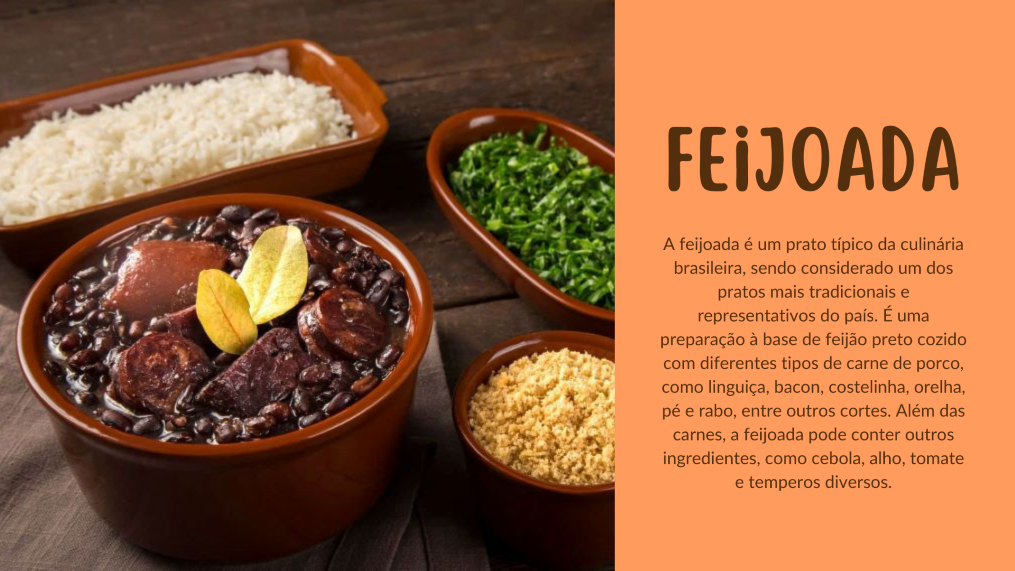 FEIJOADA
A feijoada é um prato típico da culinária
brasileira, sendo considerado um dos
pratos mais tradicionais e
representativos do país. É uma
preparação à base de feijão preto cozido
com diferentes tipos de carne de porco,
como linguiça, bacon, costelinha, orelha,
pé e rabo, entre outros cortes. Além das
carnes, a feijoada pode conter outros
ingredientes, como cebola, alho, tomate
e temperos diversos.